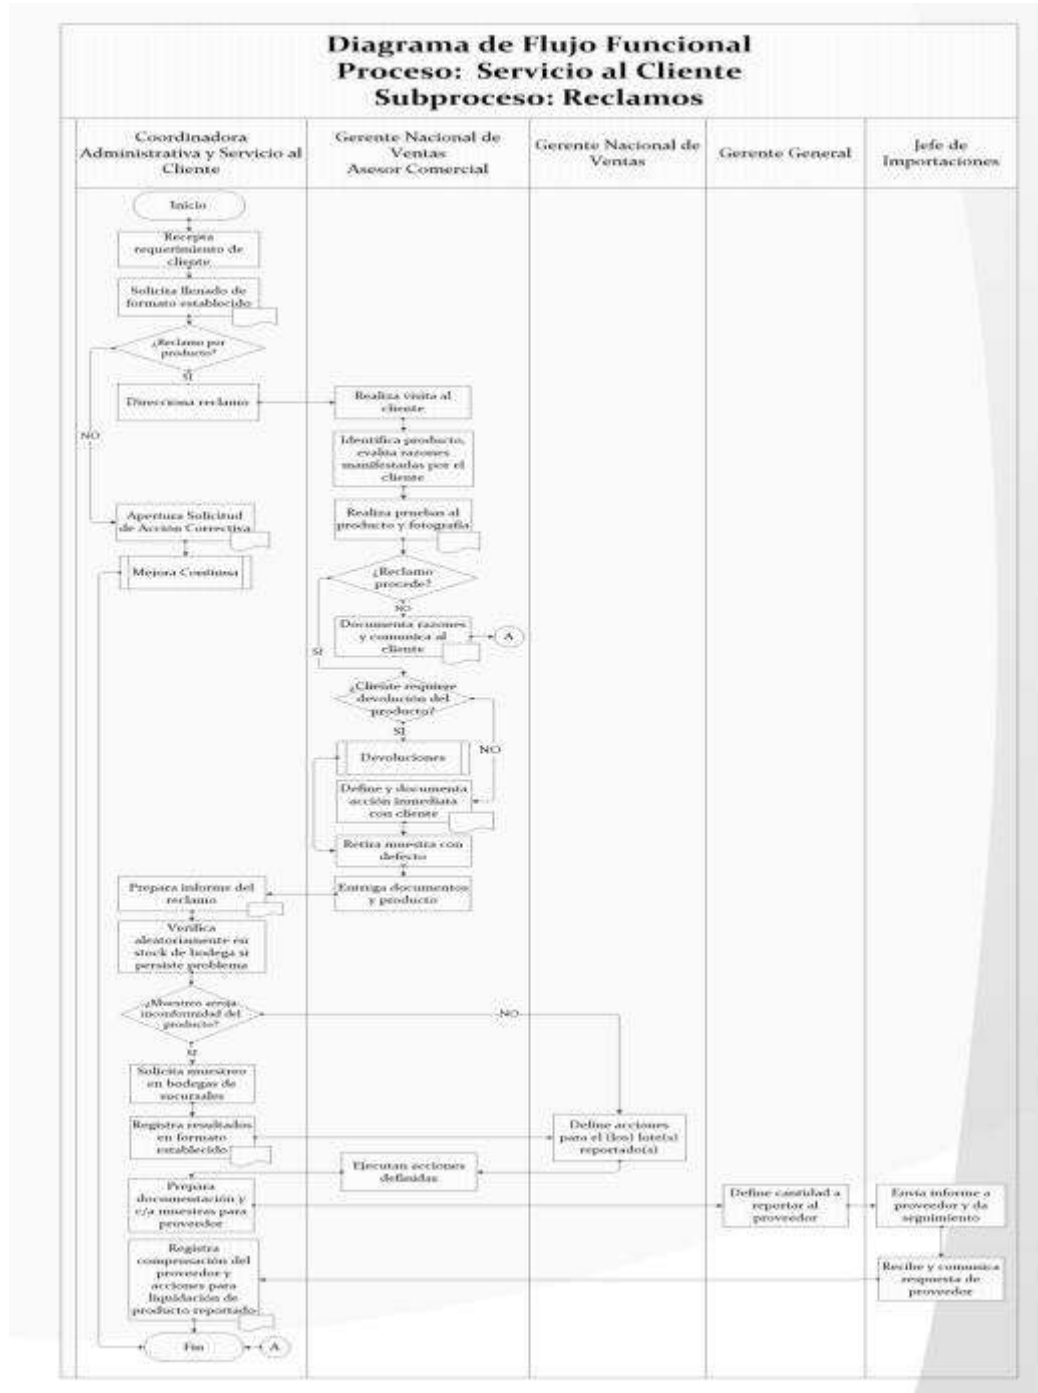 Diagrama de Flujo Funcional
Proceso: Servicio al Cliente
Subproceso: Reclamos
Coordinadora
Administrativa y Servicio al
Cliente
Gerente Nacional de
Ventas
Asesor Comercial
Gerente Nacional de
Ventas
Gerente General
Jefe de
Importaciones
Inicio
Recepta
requerimiento de
cliente
Solicita llenado de
formato establecido
¿Reclamo por
producto?
SI
NO
Direcciona reclamo
Realiza visita al
cliente
Identifica producto,
evalúa razones
manifestadas por el
cliente
Apertura Solicitud
de Acción Correctiva
Realiza pruebas al
producto y fotografía
Mejora Continua
¿Reclamo
procede?
NO
SI
Documenta razones
y comunica al
cliente
A
¿Cliente requiere
devolución del
producto?
SI
NO
Devoluciones
Define y documenta
acción inmediata
con cliente
Retira muestra con
defecto
Entrega documentos
y producto
Prepara informe del
reclamo
Verifica
aleatoriamente en
stock de bodega si
persiste problema
¿Muestreo arroja
inconformidad del
producto?
NO
SI
Solicita muestreo
en bodegas de
sucursales
Registra resultados
en formato
establecido
Define acciones
para el (los) lote(s)
reportado(s)
Ejecutan acciones
definidas
Prepara
documentación y
c/a muestras para
proveedor
Define cantidad a
reportar al
proveedor
Envía informe a
proveedor y da
seguimiento
Recibe y comunica
respuesta de
proveedor
Registra
compensación del
proveedor y
acciones para
liquidación de
producto reportado
Fin
A